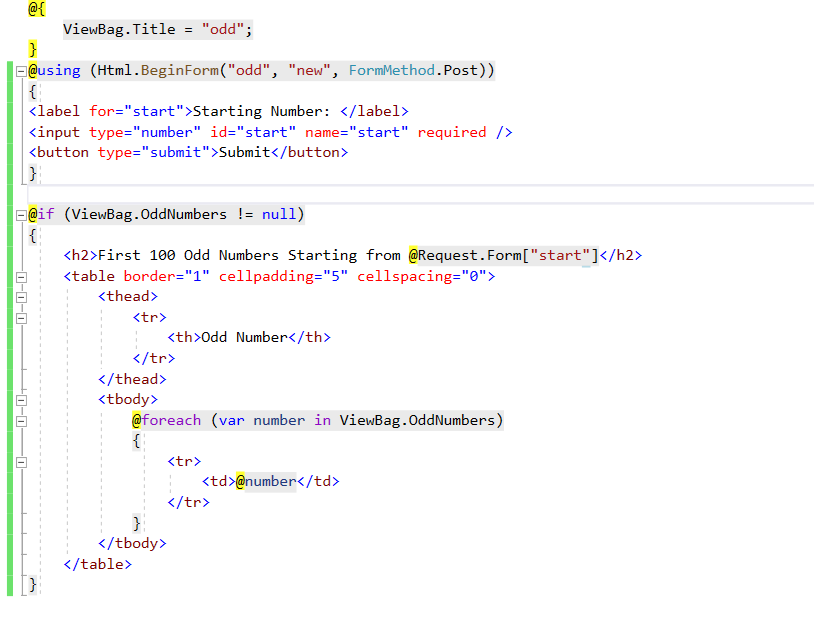 @{
    ViewBag.Title = "odd";
}
@using (Html.BeginForm("odd", "new", FormMethod.Post))
{
<label for="start">Starting Number: </label>
<input type="number" id="start" name="start" required />
<button type="submit">Submit</button>
}
@if (ViewBag.OddNumbers != null)
{
    <h2>First 100 Odd Numbers Starting from @Request.Form["start"]</h2>
    <table border="1" cellpadding="5" cellspacing="0">
        <thead>
            <tr>
                <th>Odd Number</th>
            </tr>
        </thead>
        <tbody>
            @foreach (var number in ViewBag.OddNumbers)
            {
                <tr>
                    <td>@number</td>
                </tr>
            }
        </tbody>
    </table>
}